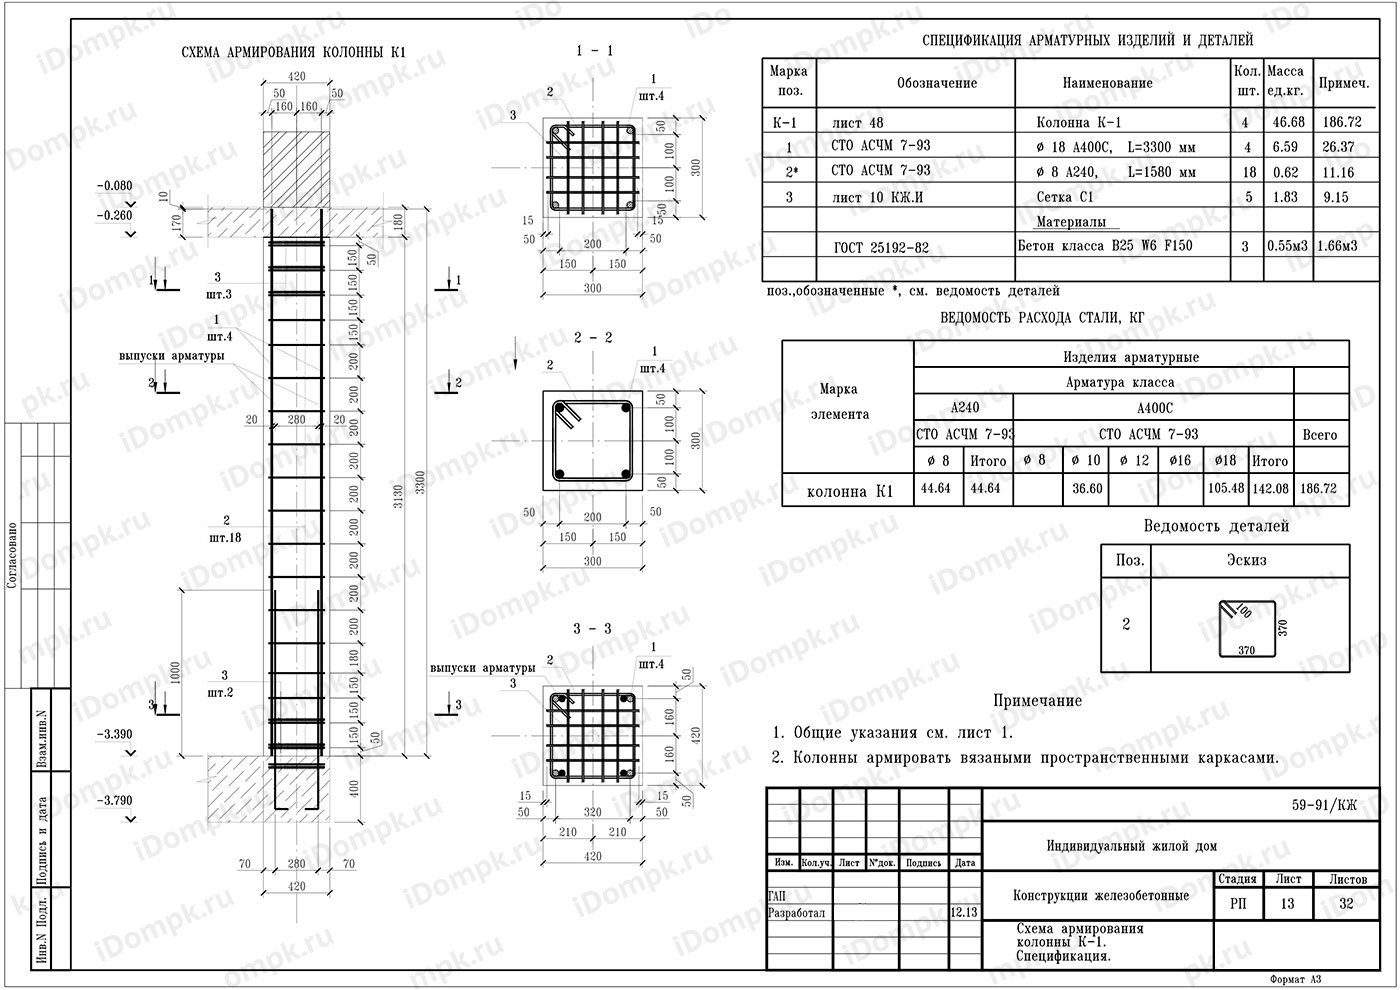 СХЕМА АРМИРОВАНИЯ КОЛОННЫ К1
420
50
50
160
160
-0.080
-0.260
10
170
180
50
150
150
150
150
1
1
3
шт.3
1
шт.4
выпуски арматуры
2
2
20
280
20
200
200
200
200
200
200
200
200
200
180
150
150
150
50
3130
3300
2
шт.18
1000
3
шт.2
3
3
-3.390
-3.790
400
70
280
70
420
1 - 1
1
шт.4
2
3
50
100
100
50
300
15
15
50
200
50
150
150
300
2 - 2
1
шт.4
2
50
100
100
50
300
50
200
50
150
150
300
3 - 3
1
шт.4
2
выпуски арматуры
3
50
160
160
50
420
15
15
50
320
50
210
210
420
СПЕЦИФИКАЦИЯ АРМАТУРНЫХ ИЗДЕЛИЙ И ДЕТАЛЕЙ
Марка поз. Обозначение Наименование Кол. шт. Масса ед.кг. Примеч.
К-1 лист 48 Колонна К-1 4 46.68 186.72
1 СТО АСЧМ 7-93 ф 18 А400С, L=3300 мм 4 6.59 26.37
2* СТО АСЧМ 7-93 ф 8 А240, L=1580 мм 18 0.62 11.16
3 лист 10 КЖ.И Сетка С1 5 1.83 9.15
Материалы
ГОСТ 25192-82 Бетон класса В25 W6 F150 3 0.55м3 1.66м3
поз.,обозначенные *, см. ведомость деталей
ВЕДОМОСТЬ РАСХОДА СТАЛИ, КГ
Марка элемента
Изделия арматурные
Арматура класса
А240 А400С
СТО АСЧМ 7-93 СТО АСЧМ 7-93 Всего
ф 8 Итого ф 8 ф 10 ф 12 ф16 ф18 Итого
колонна К1 44.64 44.64 36.60 105.48 142.08 186.72
Ведомость деталей
Поз. Эскиз
2
100
370
370
Примечание
1. Общие указания см. лист 1.
2. Колонны армировать вязаными пространственными каркасами.
59-91/КЖ
Индивидуальный жилой дом
Изм. Кол.уч. Лист N°док. Подпись Дата
ГАП
Разработал 12.13
Конструкции железобетонные
Стадия Лист Листов
РП 13 32
Схема армирования
колонны К-1.
Спецификация.
Формат А3
Согласовано
Взам.инв.N
Подпись и дата
Инв.N Подл.
iDompk.ru